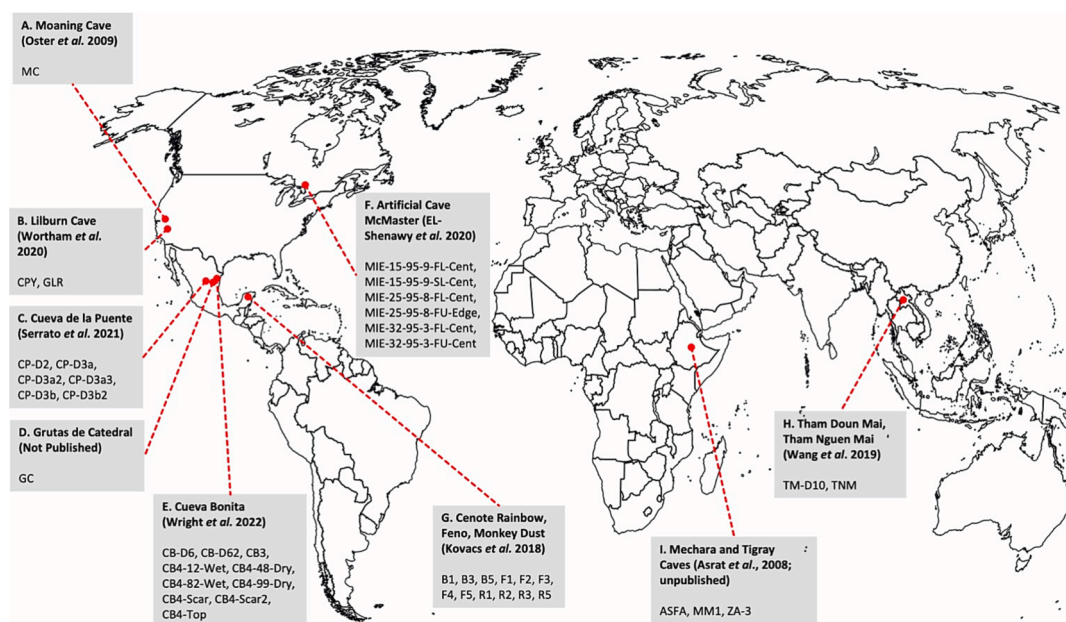 A. Moaning Cave
(Oster et al. 2009)
MC
B. Lilburn Cave
(Wortham et al.
2020)
CPY, GLR
C. Cueva de la Puente
(Serrato et al. 2021)
CP-D2, CP-D3a,
CP-D3a2, CP-D3a3,
CP-D3b, CP-D3b2
D. Grutas de Catedral
(Not Published)
GC
E. Cueva Bonita
(Wright et al. 2022)
CB-D6, CB-D62, CB3,
CB4-12-Wet, CB4-48-Dry,
CB4-82-Wet, CB4-99-Dry,
CB4-Scar, CB4-Scar2,
CB4-Top
F. Artificial Cave
McMaster (EL-
Shenawy et al. 2020)
MIE-15-95-9-FL-Cent,
MIE-15-95-9-SL-Cent,
MIE-25-95-8-FL-Cent,
MIE-25-95-8-FU-Edge,
MIE-32-95-3-FL-Cent,
MIE-32-95-3-FU-Cent
G. Cenote Rainbow,
Feno, Monkey Dust
(Kovacs et al. 2018)
B1, B3, B5, F1, F2, F3,
F4, F5, R1, R2, R3, R5
H. Tham Doun Mai,
Tham Nguen Mai
(Wang et al. 2019)
TM-D10, TNM
I. Mechara and Tigray
Caves (Asrat et al., 2008;
unpublished)
ASFA, MM1, ZA-3